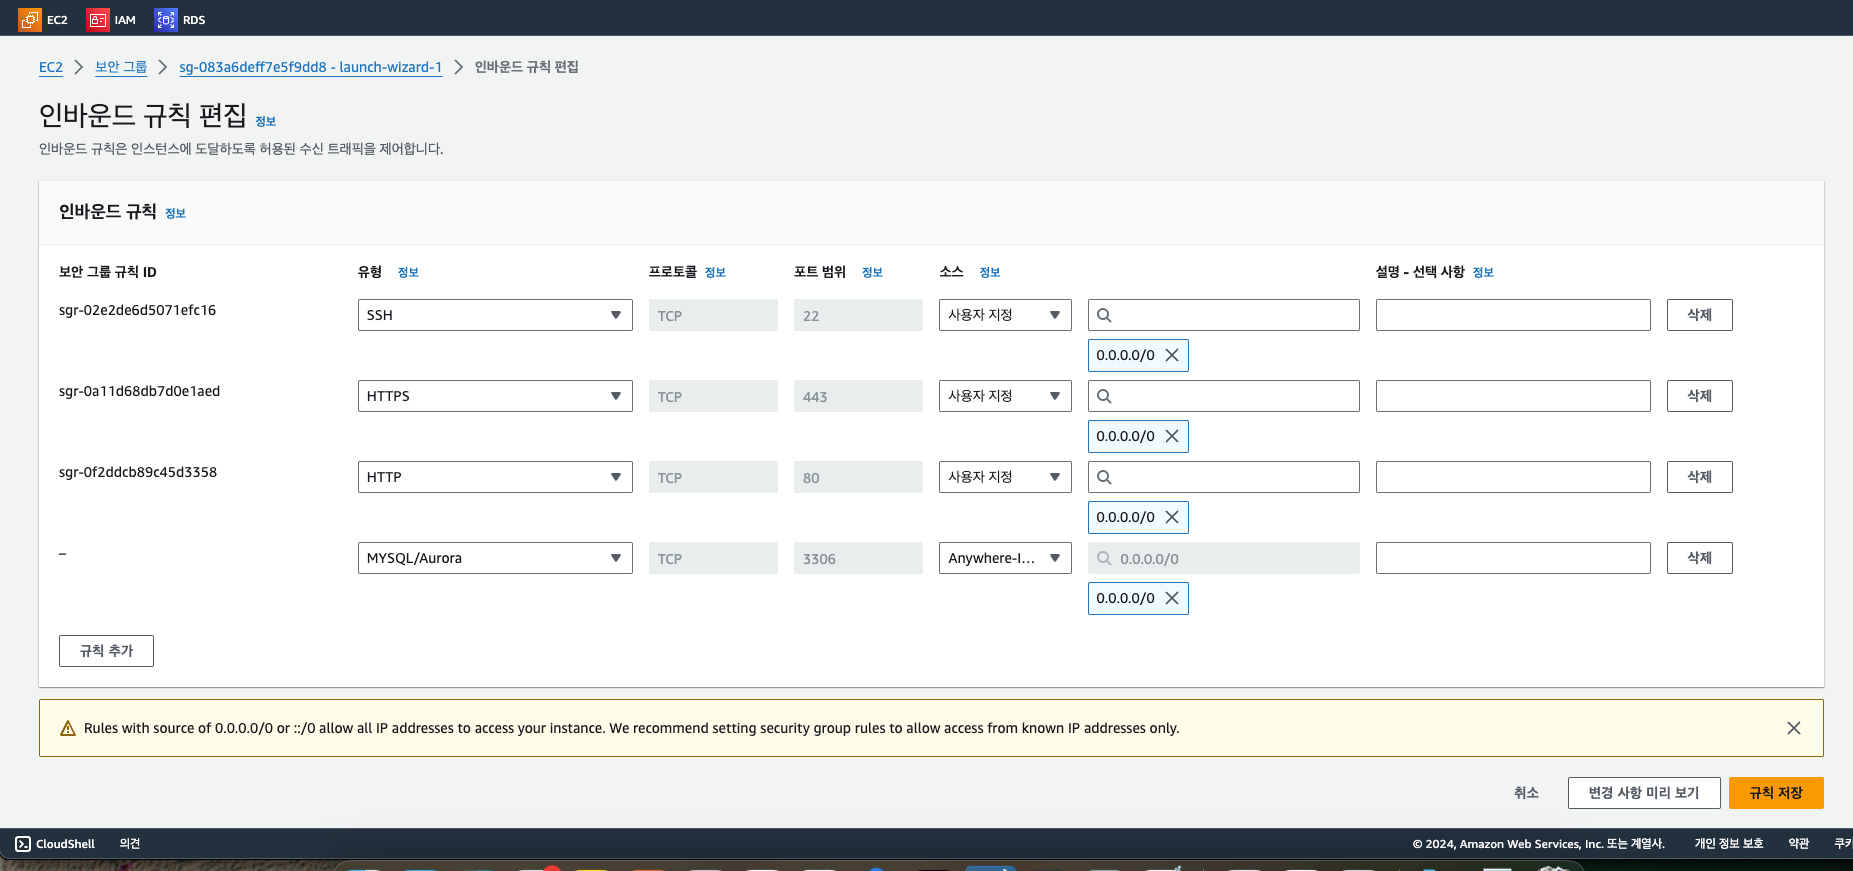 EC2 IAM RDS
EC2 > 보안 그룹 > sg-083a6deff7e5f9dd8 - launch-wizard-1 > 인바운드 규칙 편집
인바운드 규칙 편집 정보
인바운드 규칙은 인스턴스에 도달하도록 허용된 수신 트래픽을 제어합니다.
인바운드 규칙 정보
보안 그룹 규칙 ID 유형 정보 프로토콜 정보 포트 범위 정보 소스 정보 설명 - 선택 사항 정보
sgr-02e2de6d5071efc16 SSH TCP 22 사용자 지정 삭제
0.0.0.0/0
sgr-0a11d68db7d0e1aed HTTPS TCP 443 사용자 지정 삭제
0.0.0.0/0
sgr-0f2ddcb89c45d3358 HTTP TCP 80 사용자 지정 삭제
0.0.0.0/0
– MYSQL/Aurora TCP 3306 Anywhere-I... 0.0.0.0/0 삭제
0.0.0.0/0
규칙 추가
Rules with source of 0.0.0.0/0 or ::/0 allow all IP addresses to access your instance. We recommend setting security group rules to allow access from known IP addresses only.
취소 변경 사항 미리 보기 규칙 저장
CloudShell 의견 © 2024, Amazon Web Services, Inc. 또는 계열사. 개인 정보 보호 약관